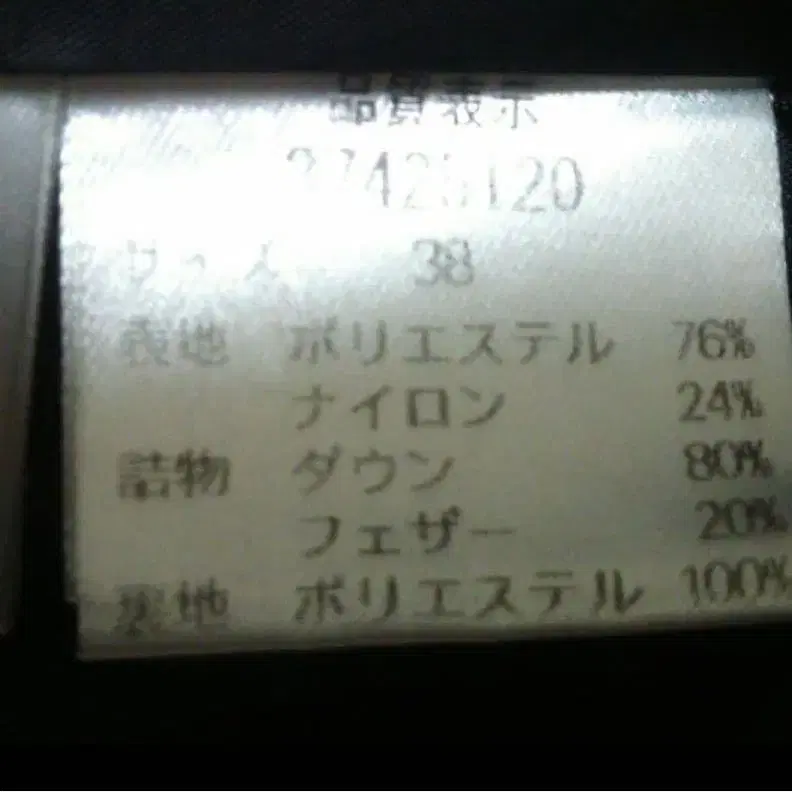 品質表示
サイズ 38
表地 ポリエステル 76%
ナイロン 24%
詰物 ダウン 80%
フェザー 20%
裏地 ポリエステル 100%